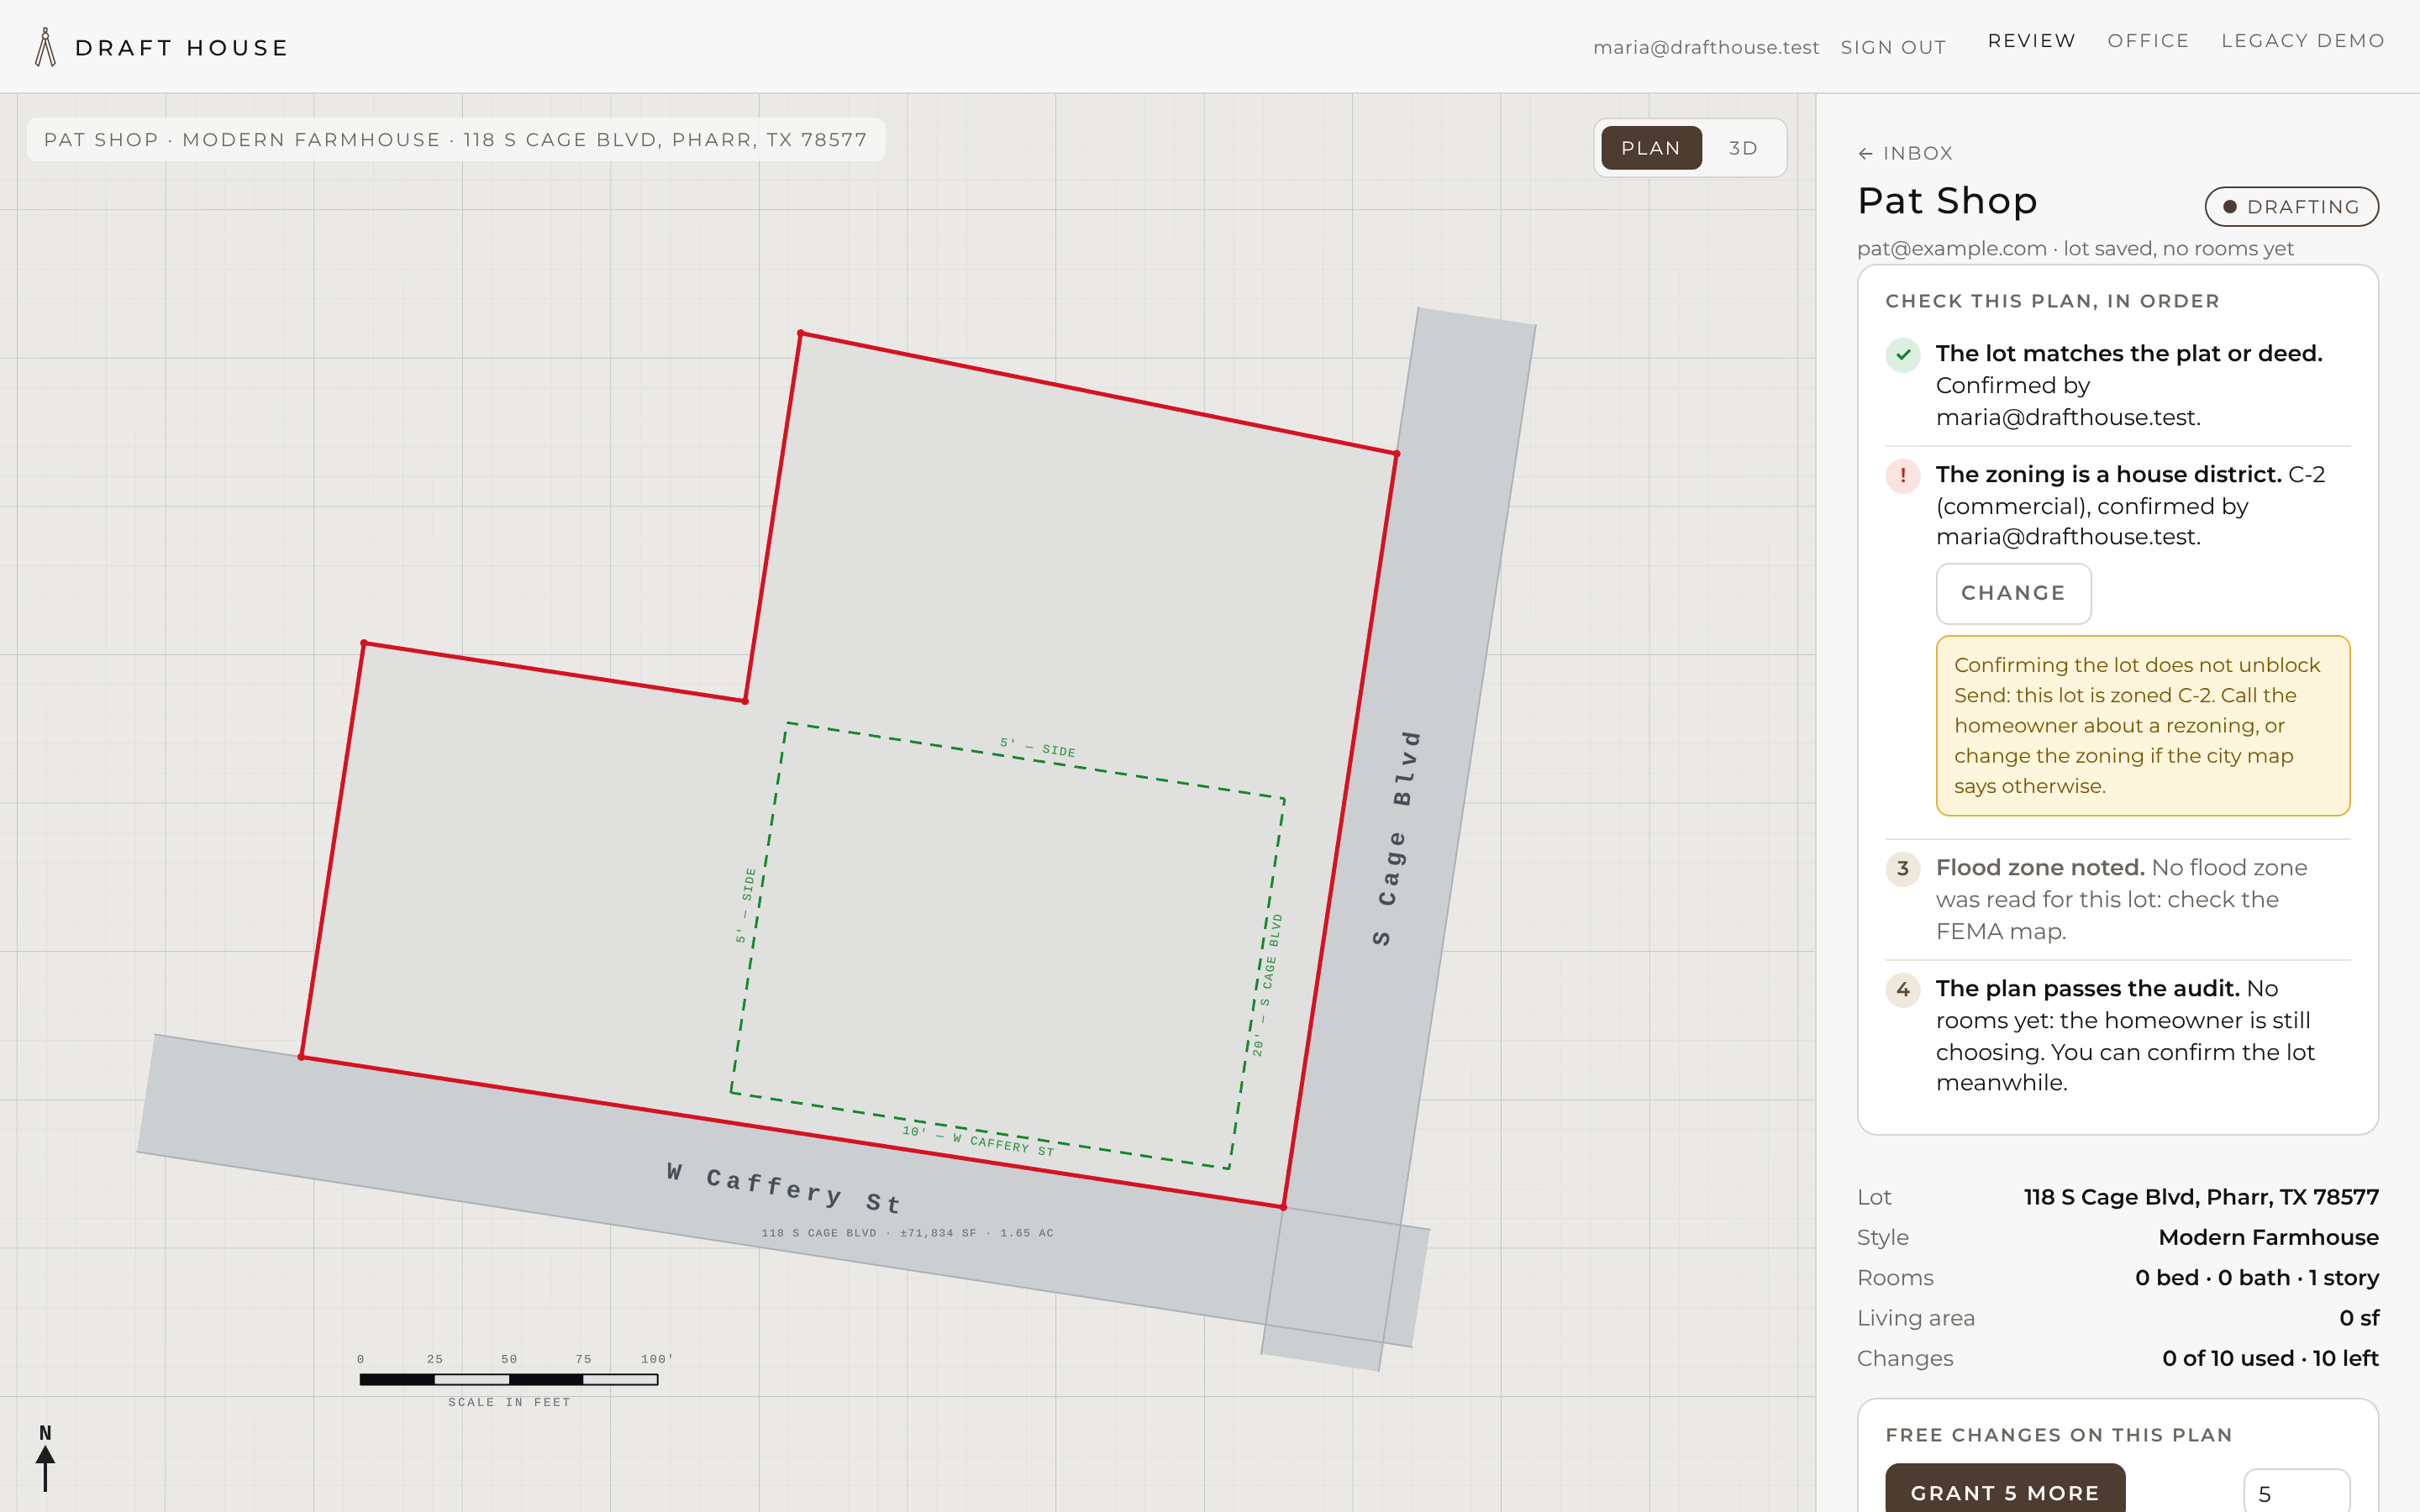 DRAFT HOUSE
maria@drafthouse.test SIGN OUT REVIEW OFFICE LEGACY DEMO
PAT SHOP · MODERN FARMHOUSE · 118 S CAGE BLVD, PHARR, TX 78577
PLAN 3D
5' — SIDE
5' — SIDE
20' — S CAGE BLVD
10' — W CAFFERY ST
S Cage Blvd
W Caffery St
118 S CAGE BLVD · ±71,834 SF · 1.65 AC
0 25 50 75 100'
SCALE IN FEET
N
← INBOX
Pat Shop
DRAFTING
pat@example.com · lot saved, no rooms yet
CHECK THIS PLAN, IN ORDER
The lot matches the plat or deed.
Confirmed by
maria@drafthouse.test.
! The zoning is a house district. C-2
(commercial), confirmed by
maria@drafthouse.test.
CHANGE
Confirming the lot does not unblock
Send: this lot is zoned C-2. Call the
homeowner about a rezoning, or
change the zoning if the city map
says otherwise.
3 Flood zone noted. No flood zone
was read for this lot: check the
FEMA map.
4 The plan passes the audit. No
rooms yet: the homeowner is still
choosing. You can confirm the lot
meanwhile.
Lot 118 S Cage Blvd, Pharr, TX 78577
Style Modern Farmhouse
Rooms 0 bed · 0 bath · 1 story
Living area 0 sf
Changes 0 of 10 used · 10 left
FREE CHANGES ON THIS PLAN
GRANT 5 MORE 5